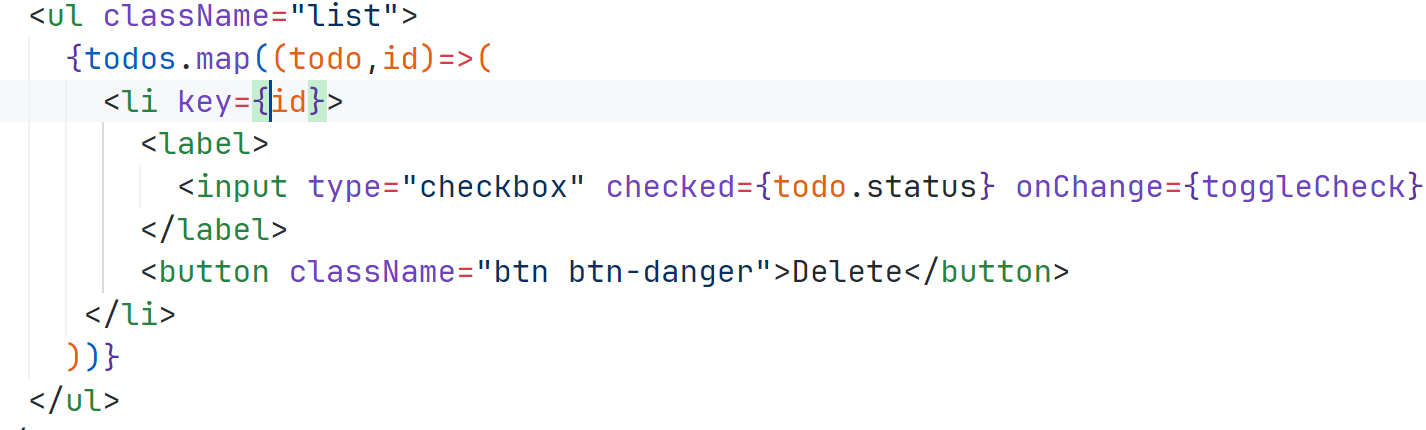 <ul className="list">
{todos.map((todo,id)=>(
<li key={id}>
<label>
<input type="checkbox" checked={todo.status} onChange={toggleCheck}
</label>
<button className="btn btn-danger">Delete</button>
</li>
))}
</ul>